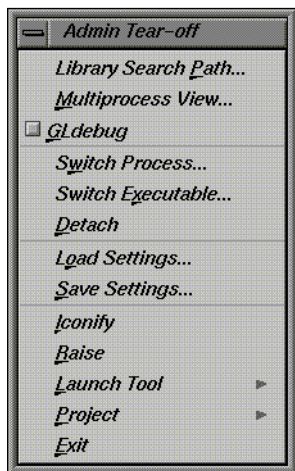 Admin Tear-off
Library Search Path...
Multiprocess View...
GLdebug
Switch Process...
Switch Executable...
Detach
Load Settings...
Save Settings...
Iconify
Raise
Launch Tool
Project
Exit